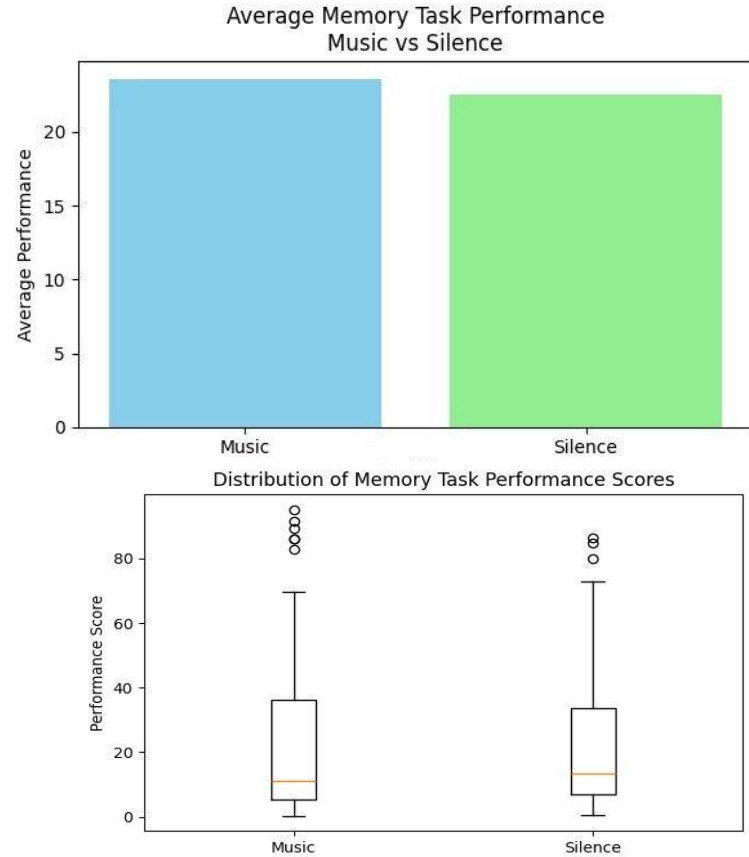 Average Memory Task Performance
Music vs Silence
Average Performance
20
15
10
5
0
Music Silence
Distribution of Memory Task Performance Scores
Performance Score
80
60
40
20
0
Music Silence